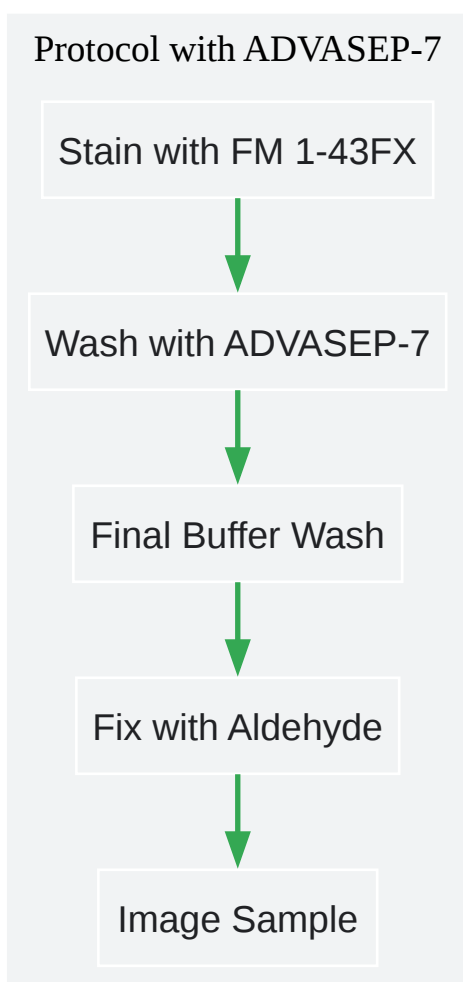 Protocol with ADVASEP-7
Stain with FM 1-43FX
Wash with ADVASEP-7
Final Buffer Wash
Fix with Aldehyde
Image Sample